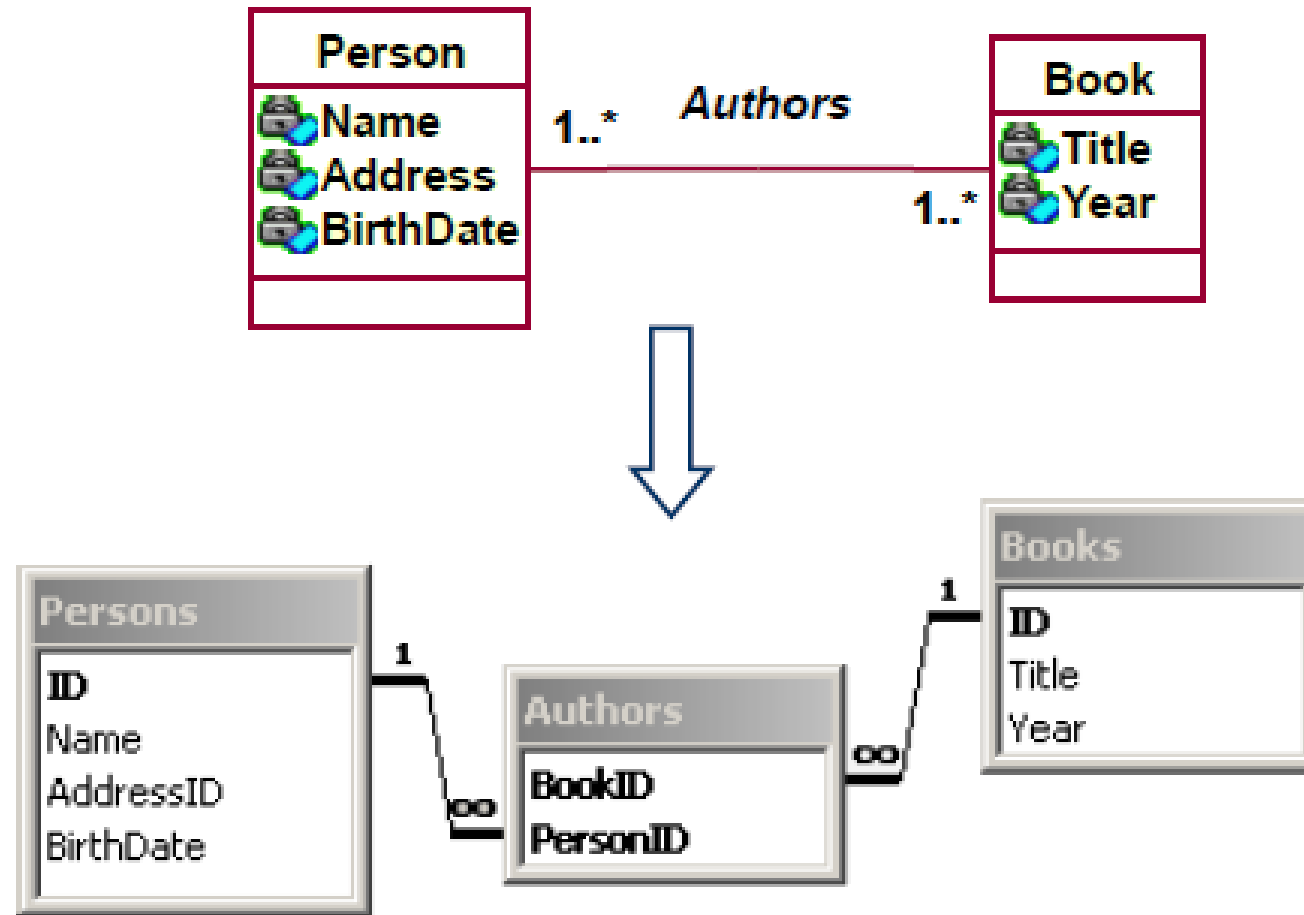 Person
Name
Address
BirthDate
1..*
Authors
1..*
Book
Title
Year
Persons
ID
Name
AddressID
BirthDate
1
∞
Authors
BookID
PersonID
∞
1
Books
ID
Title
Year